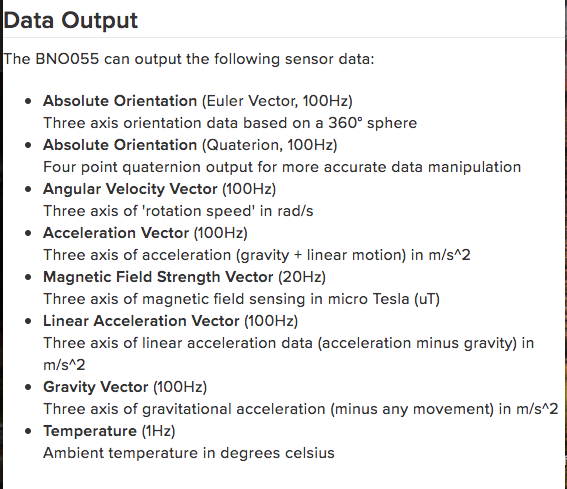 Data Output
The BNO055 can output the following sensor data:
• Absolute Orientation (Euler Vector, 100Hz)
Three axis orientation data based on a 360° sphere
• Absolute Orientation (Quaterion, 100Hz)
Four point quaternion output for more accurate data manipulation
• Angular Velocity Vector (100Hz)
Three axis of 'rotation speed' in rad/s
• Acceleration Vector (100Hz)
Three axis of acceleration (gravity + linear motion) in m/s^2
• Magnetic Field Strength Vector (20Hz)
Three axis of magnetic field sensing in micro Tesla (uT)
• Linear Acceleration Vector (100Hz)
Three axis of linear acceleration data (acceleration minus gravity) in
m/s^2
• Gravity Vector (100Hz)
Three axis of gravitational acceleration (minus any movement) in m/s^2
• Temperature (1Hz)
Ambient temperature in degrees celsius